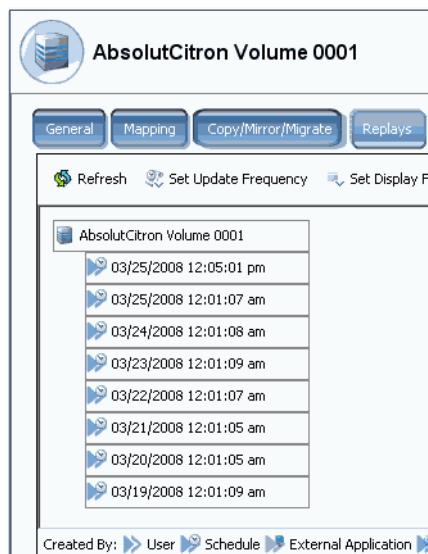 AbsolutCitron Volume 0001
General Mapping Copy/Mirror/Migrate Replays
Refresh Set Update Frequency Set Display F
AbsolutCitron Volume 0001
03/25/2008 12:05:01 pm
03/25/2008 12:01:07 am
03/24/2008 12:01:08 am
03/23/2008 12:01:09 am
03/22/2008 12:01:07 am
03/21/2008 12:01:05 am
03/20/2008 12:01:05 am
03/19/2008 12:01:09 am
Created By: User Schedule External Application